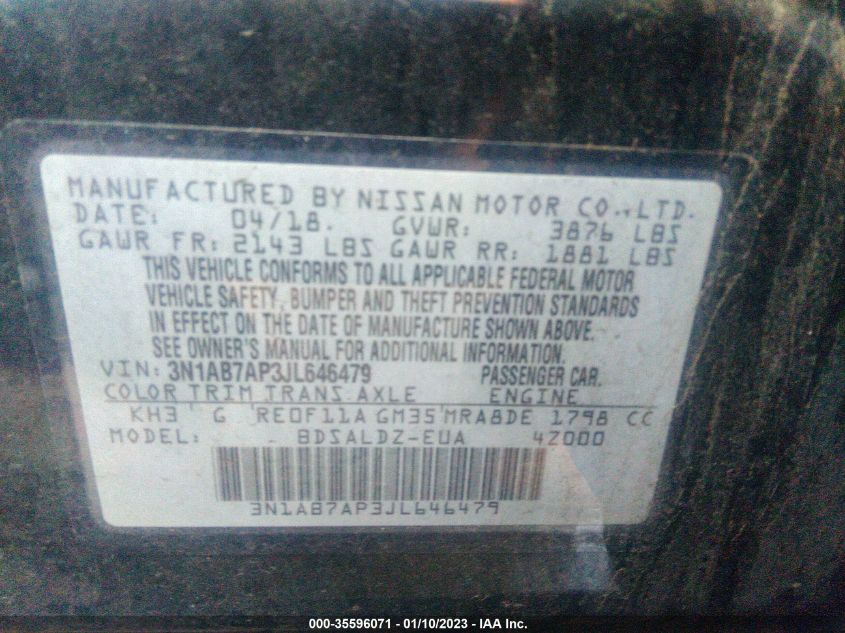 MANUFACTURED BY NISSAN MOTOR CO., LTD.
DATE: 04/18. GVWR: 3876 LBS
GAWR FR: 2143 LBS GAWR RR: 1881 LBS
THIS VEHICLE CONFORMS TO ALL APPLICABLE FEDERAL MOTOR
VEHICLE SAFETY, BUMPER AND THEFT PREVENTION STANDARDS
IN EFFECT ON THE DATE OF MANUFACTURE SHOWN ABOVE.
SEE OWNER'S MANUAL FOR ADDITIONAL INFORMATION.
VIN: 3N1AB7AP3JL646479 PASSENGER CAR.
COLOR TRIM TRANS AXLE ENGINE
KH3 G RE0F11A GM35 MRA8DE 1798 CC
MODEL: BDSALDZ-EUA 4Z000
3N1AB7AP3JL646479
000-35596071 - 01/10/2023 - IAA Inc.